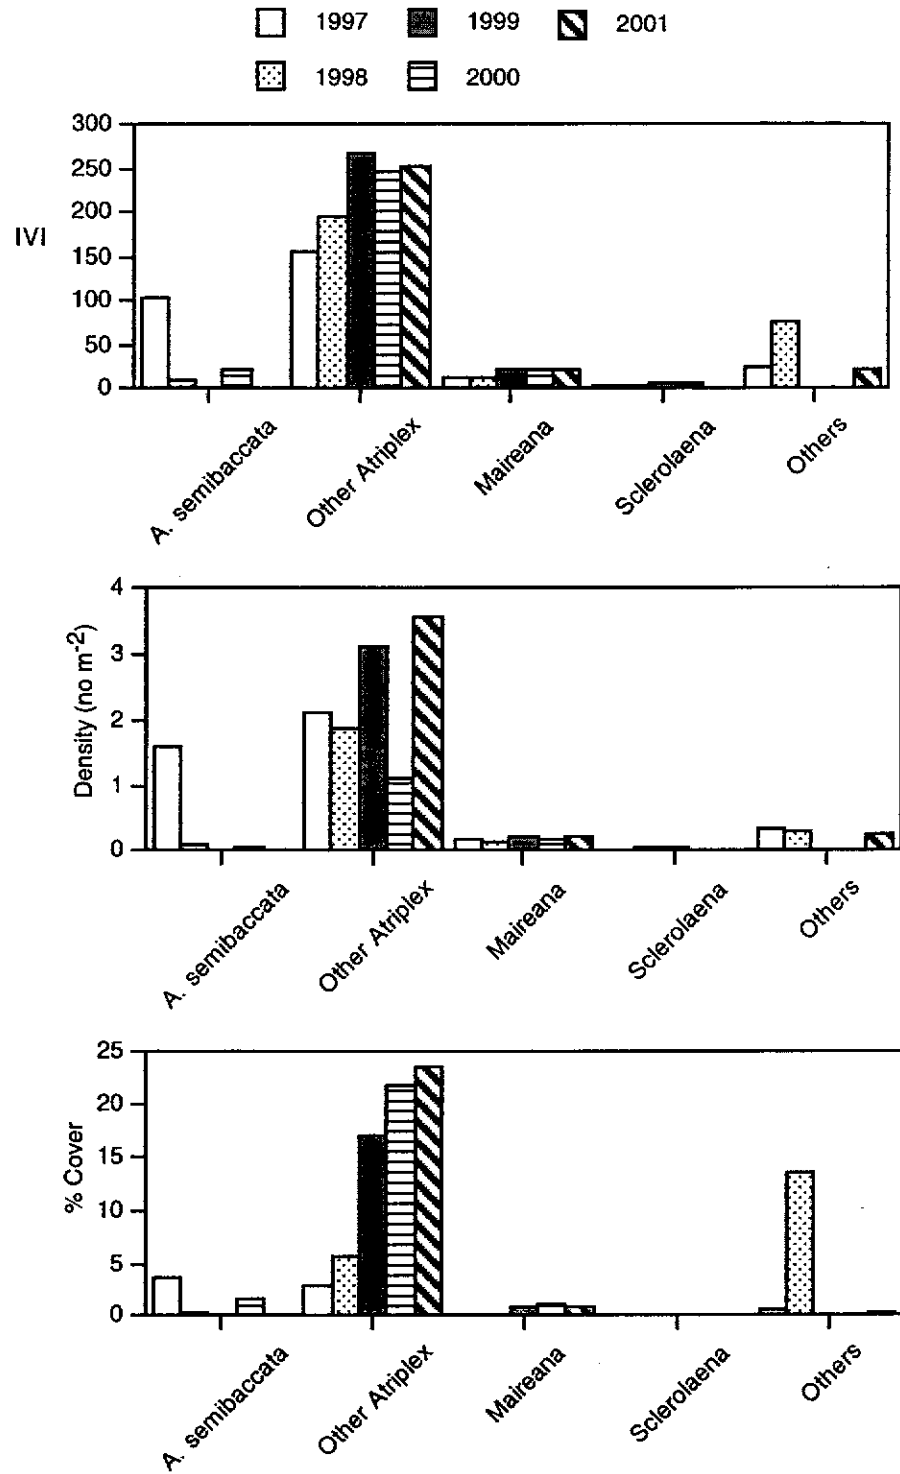 1997 1999 2001
1998 2000
300
250
200
150
100
50
0
IVI
A. semibaccata Other Atriplex Maireana Sclerolaena Others
4
3
2
1
0
Density (no m-2)
A. semibaccata Other Atriplex Maireana Sclerolaena Others
25
20
15
10
5
0
% Cover
A. semibaccata Other Atriplex Maireana Sclerolaena Others